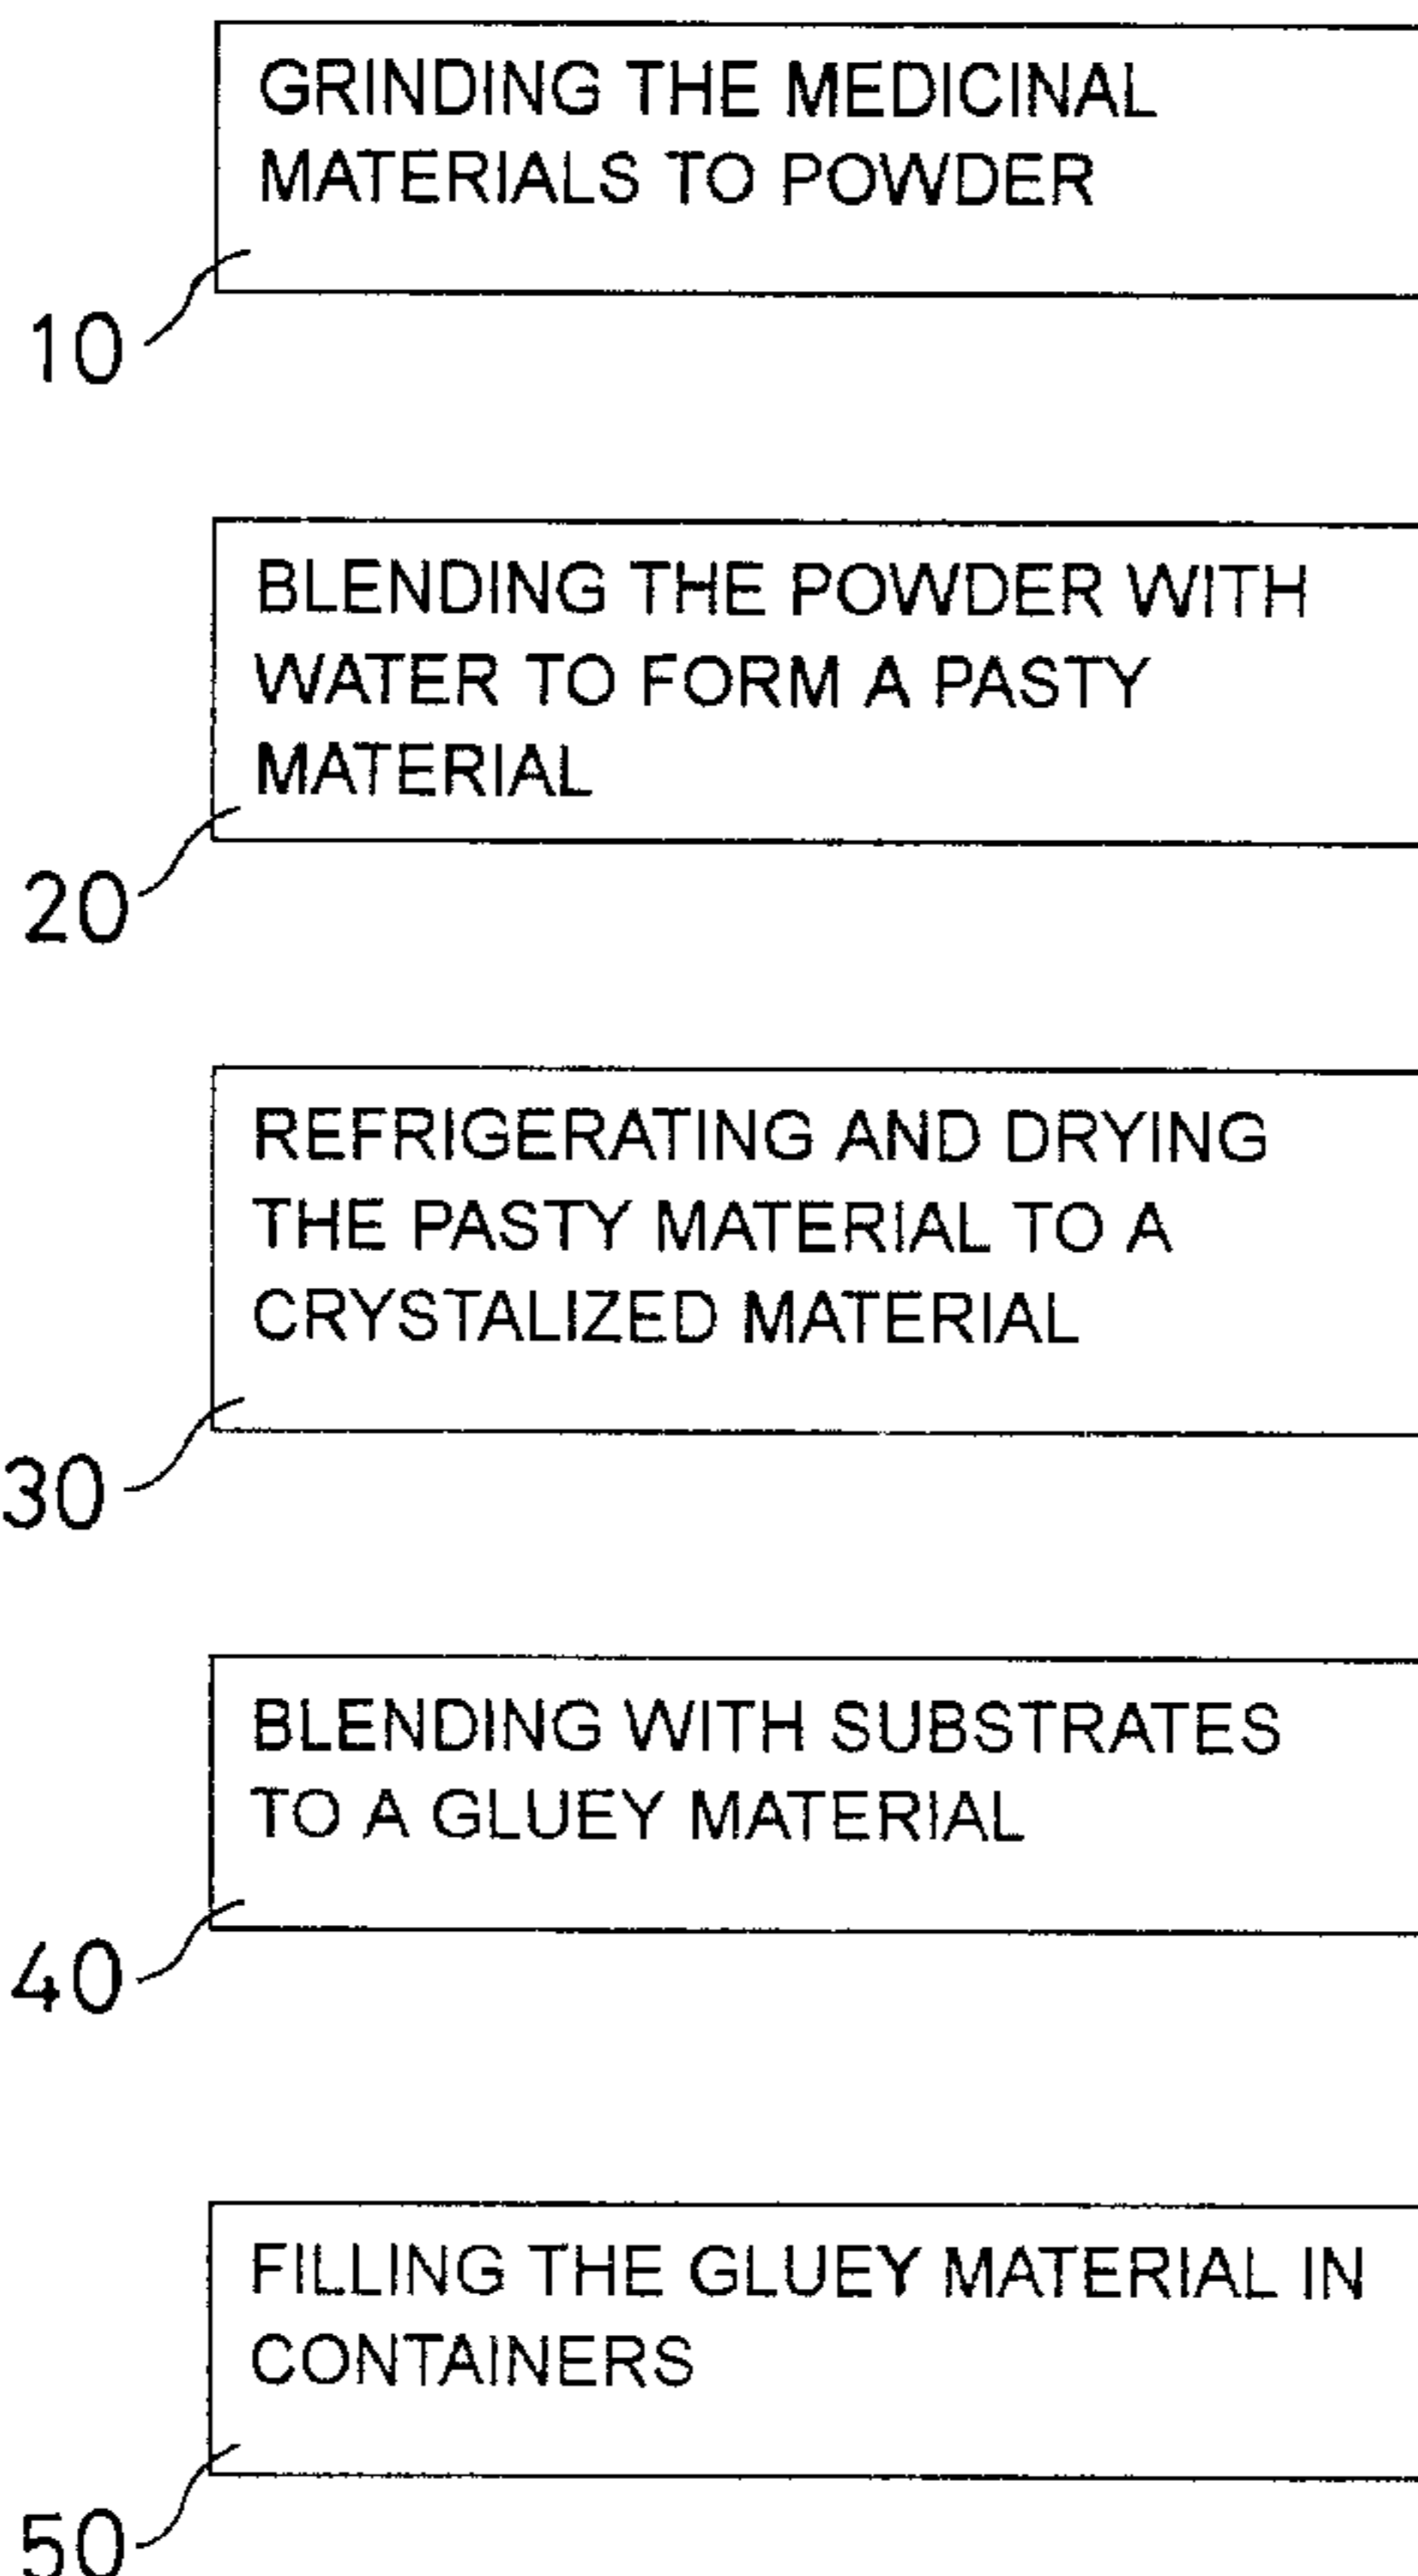 GRINDING THE MEDICINAL
MATERIALS TO POWDER
10
BLENDING THE POWDER WITH
WATER TO FORM A PASTY
MATERIAL
20
REFRIGERATING AND DRYING
THE PASTY MATERIAL TO A
CRYSTALIZED MATERIAL
30
BLENDING WITH SUBSTRATES
TO A GLUEY MATERIAL
40
FILLING THE GLUEY MATERIAL IN
CONTAINERS
50